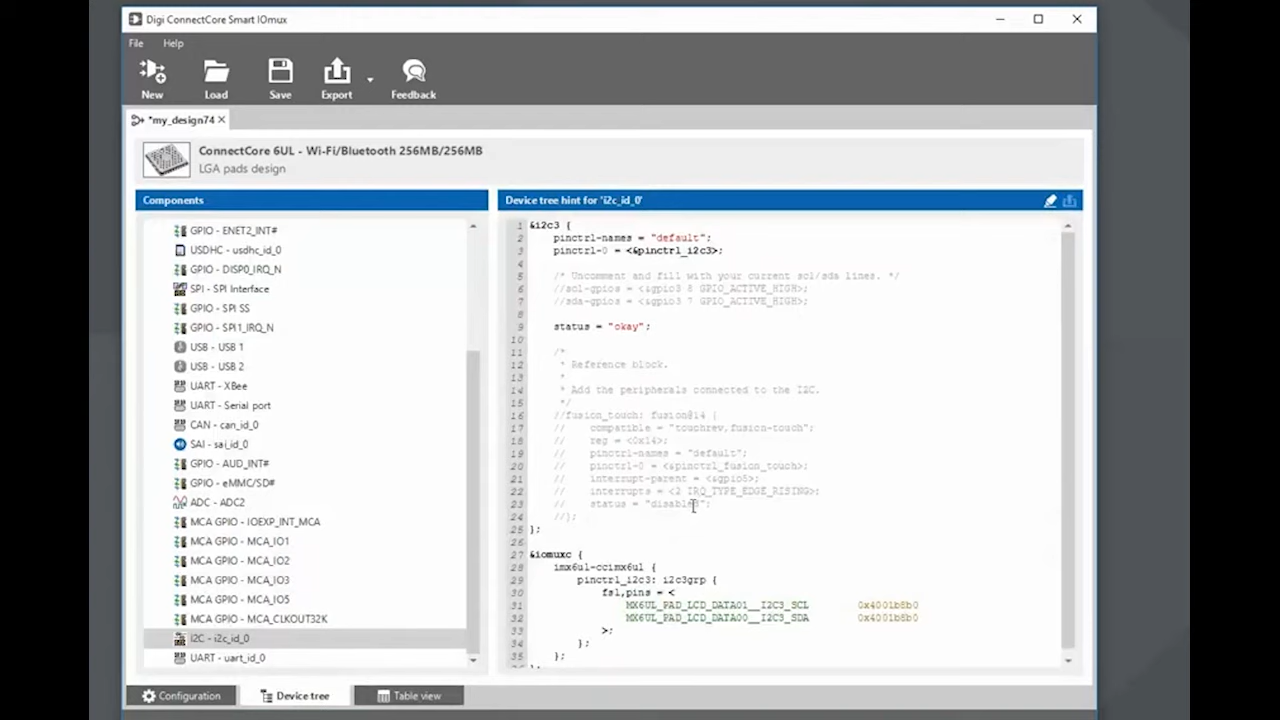 Digi ConnectCore Smart IOmux
File Help
New Load Save Export Feedback
*my_design74
ConnectCore 6UL - Wi-Fi/Bluetooth 256MB/256MB
LGA pads design
Components
GPIO - ENET2_INT#
USDHC - usdhc_id_0
GPIO - DISP0_IRQ_N
SPI - SPI Interface
GPIO - SPI SS
GPIO - SPI1_IRQ_N
USB - USB 1
USB - USB 2
UART - XBee
UART - Serial port
CAN - can_id_0
SAI - sai_id_0
GPIO - AUD_INT#
GPIO - eMMC/SD#
ADC - ADC2
MCA GPIO - IOEXP_INT_MCA
MCA GPIO - MCA_IO1
MCA GPIO - MCA_IO2
MCA GPIO - MCA_IO3
MCA GPIO - MCA_IO5
MCA GPIO - MCA_CLKOUT32K
I2C - i2c_id_0
UART - uart_id_0
Device tree hint for 'i2c_id_0'
1 &i2c3 {
2 pinctrl-names = "default";
3 pinctrl-0 = <&pinctrl_i2c3>;
4
5 /* Uncomment and fill with your current scl/sda lines. */
6 //scl-gpios = <&gpio3 8 GPIO_ACTIVE_HIGH>;
7 //sda-gpios = <&gpio3 7 GPIO_ACTIVE_HIGH>;
8
9 status = "okay";
10
11 /*
12 * Reference block.
13 *
14 * Add the peripherals connected to the I2C.
15 */
16 //fusion_touch: fusion@14 {
17 // compatible = "touchrev,fusion-touch";
18 // reg = <0x14>;
19 // pinctrl-names = "default";
20 // pinctrl-0 = <&pinctrl_fusion_touch>;
21 // interrupt-parent = <&gpio5>;
22 // interrupts = <2 IRQ_TYPE_EDGE_RISING>;
23 // status = "disabled";
24 //};
25 };
26
27 &iomuxc {
28 imx6ul-ccimx6ul {
29 pinctrl_i2c3: i2c3grp {
30 fsl,pins = <
31 MX6UL_PAD_LCD_DATA01__I2C3_SCL 0x4001b8b0
32 MX6UL_PAD_LCD_DATA00__I2C3_SDA 0x4001b8b0
33 >;
34 };
35 };
Configuration Device tree Table view